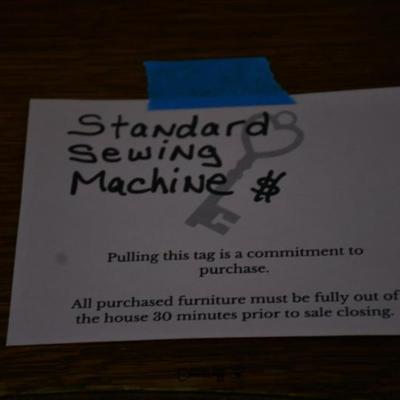 Standard
Sewing
Machine $
Pulling this tag is a commitment to
purchase.
All purchased furniture must be fully out of
the house 30 minutes prior to sale closing.